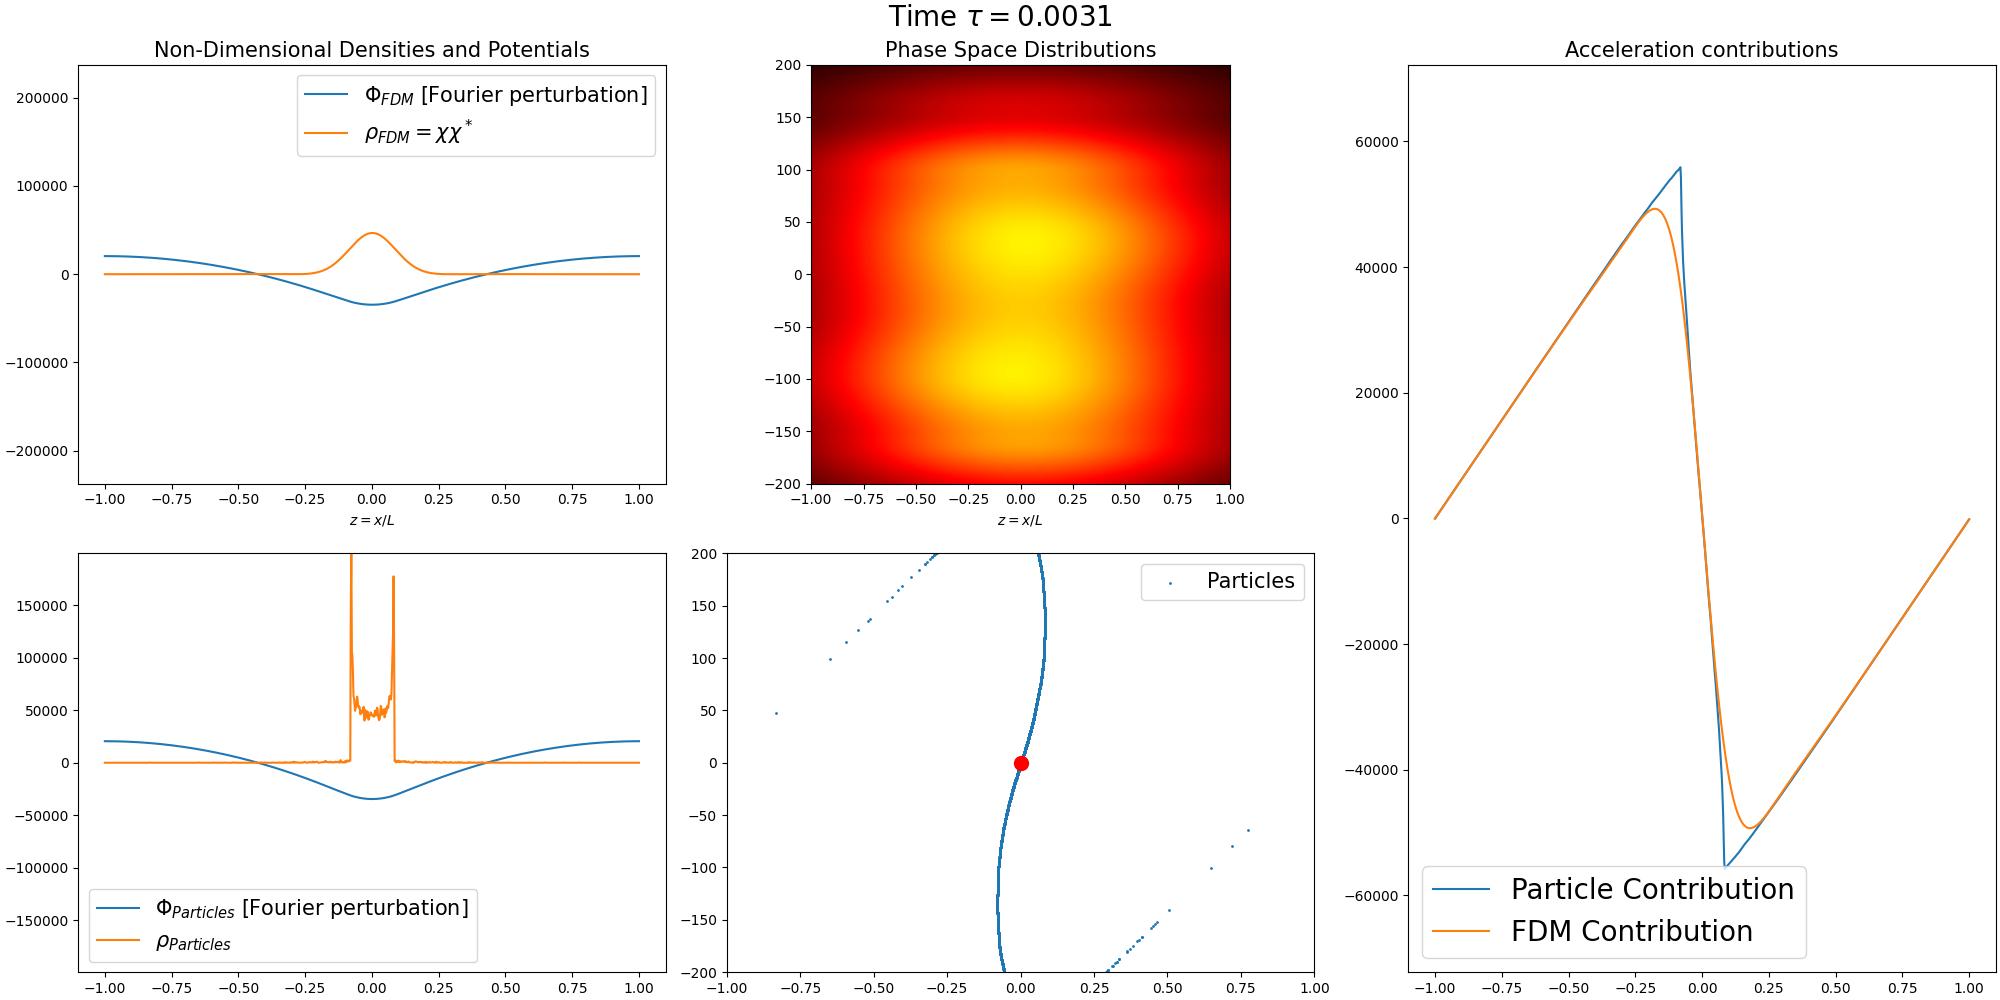 Time τ = 0.0031
Non-Dimensional Densities and Potentials
200000
100000
0
−100000
−200000
Φ_FDM [Fourier perturbation]
ρ_FDM = χχ*
−1.00 −0.75 −0.50 −0.25 0.00 0.25 0.50 0.75 1.00
z = x/L
Phase Space Distributions
200
150
100
50
0
−50
−100
−150
−200
−1.00 −0.75 −0.50 −0.25 0.00 0.25 0.50 0.75 1.00
z = x/L
Acceleration contributions
60000
40000
20000
0
−20000
−40000
−60000
Particle Contribution
FDM Contribution
−1.00 −0.75 −0.50 −0.25 0.00 0.25 0.50 0.75 1.00
150000
100000
50000
0
−50000
−100000
−150000
Φ_Particles [Fourier perturbation]
ρ_Particles
−1.00 −0.75 −0.50 −0.25 0.00 0.25 0.50 0.75 1.00
200
150
100
50
0
−50
−100
−150
−200
Particles
−1.00 −0.75 −0.50 −0.25 0.00 0.25 0.50 0.75 1.00